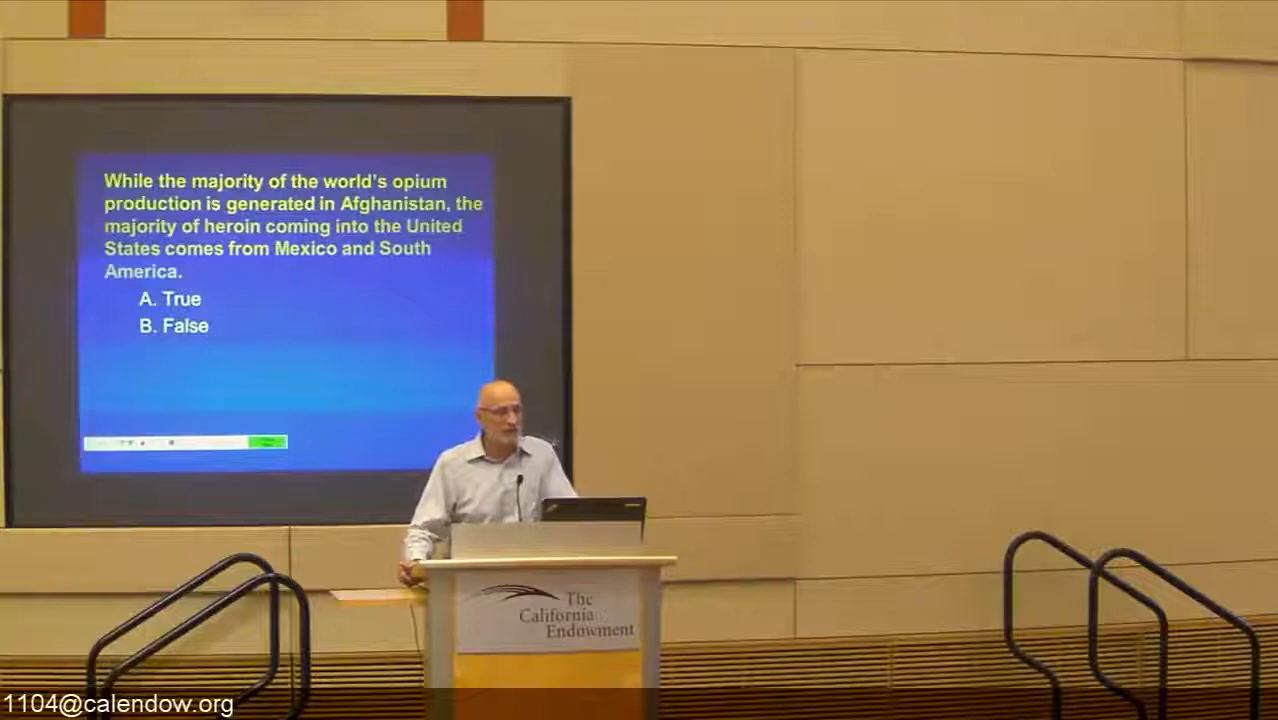 While the majority of the world's opium
production is generated in Afghanistan, the
majority of heroin coming into the United
States comes from Mexico and South
America.
A. True
B. False
The
California
Endowment
1104@calendow.org